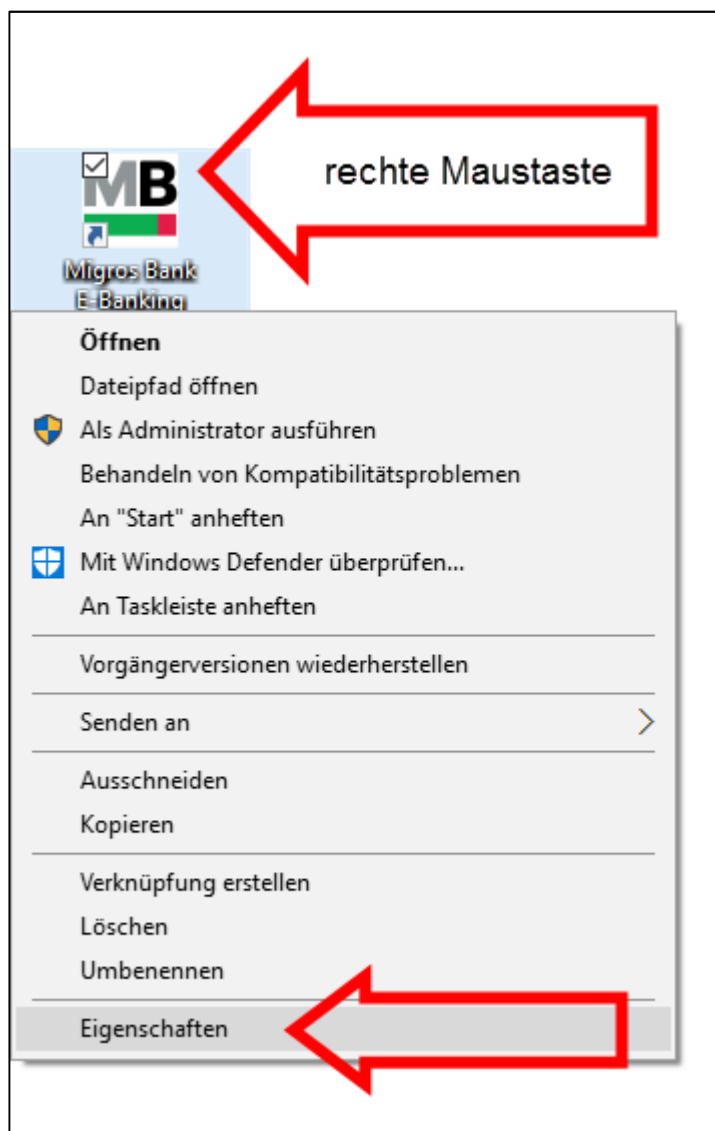 rechte Maustaste
MB
Migros Bank
E-Banking
Öffnen
Dateipfad öffnen
Als Administrator ausführen
Behandeln von Kompatibilitätsproblemen
An "Start" anheften
Mit Windows Defender überprüfen...
An Taskleiste anheften
Vorgängerversionen wiederherstellen
Senden an
Ausschneiden
Kopieren
Verknüpfung erstellen
Löschen
Umbenennen
Eigenschaften